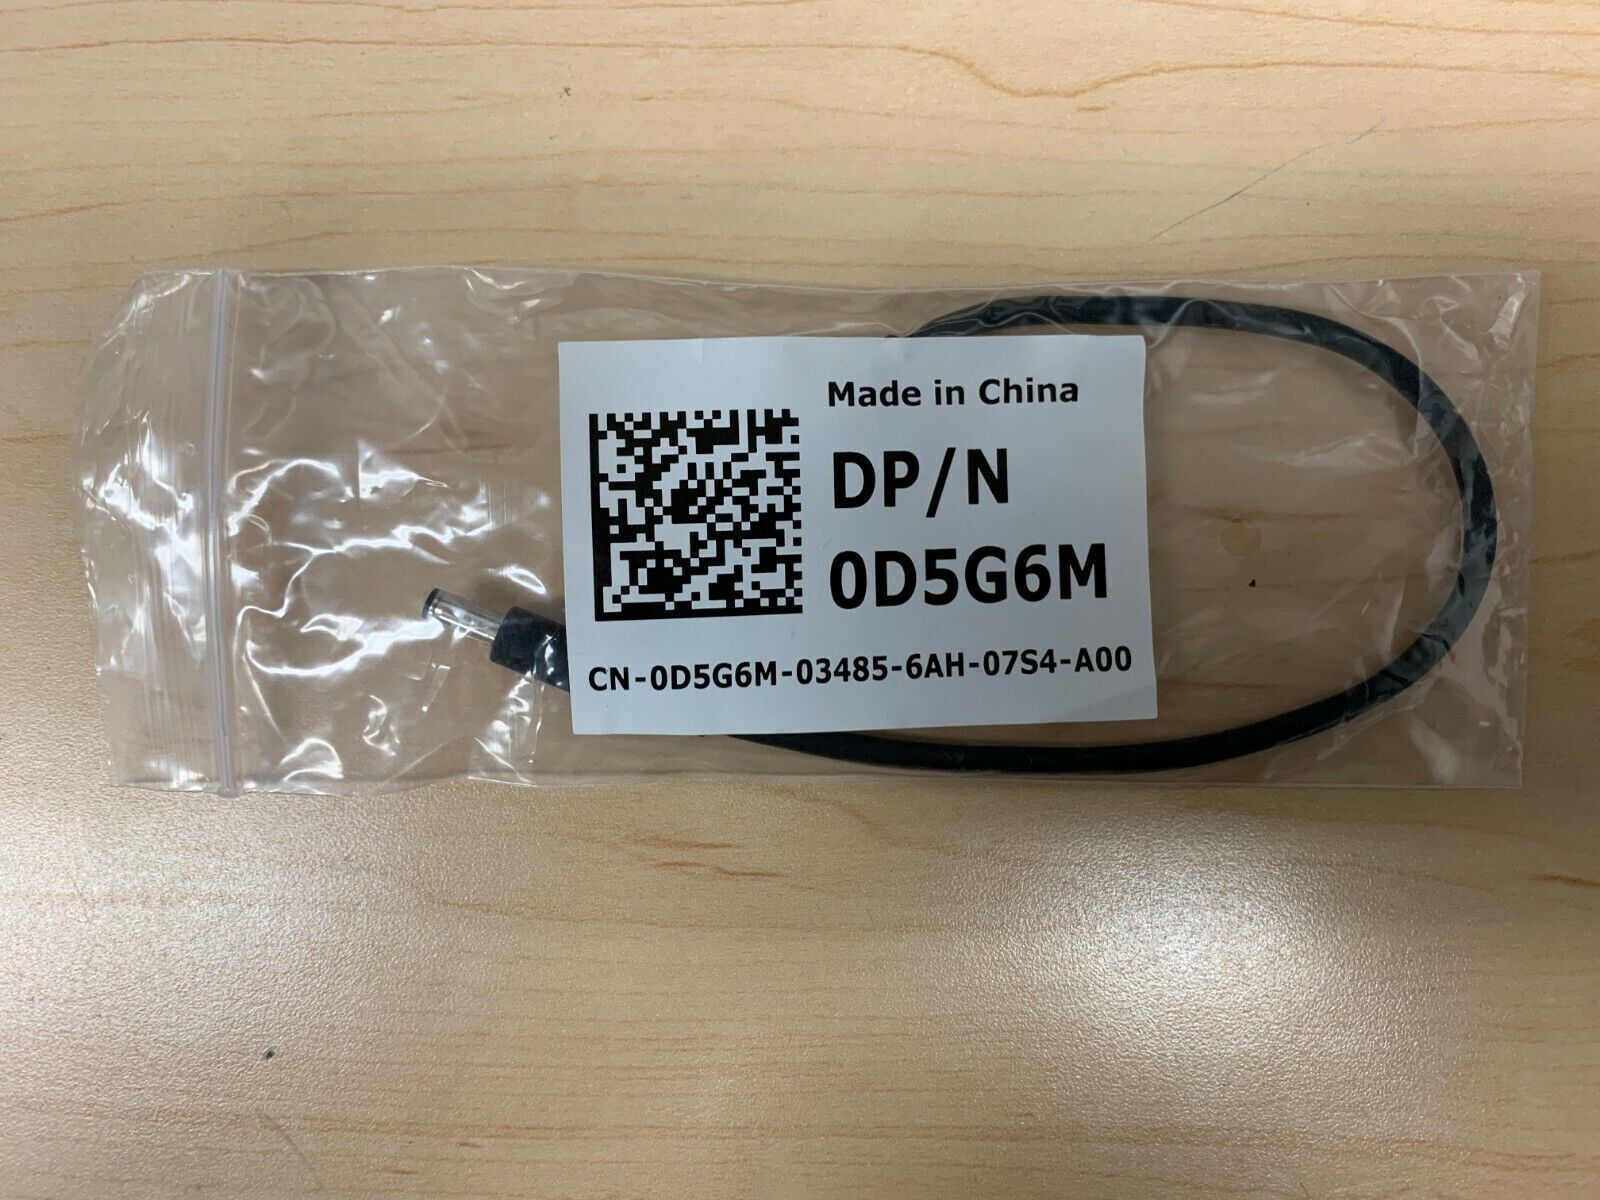 Made in China
DP/N
0D5G6M
CN-0D5G6M-03485-6AH-07S4-A00